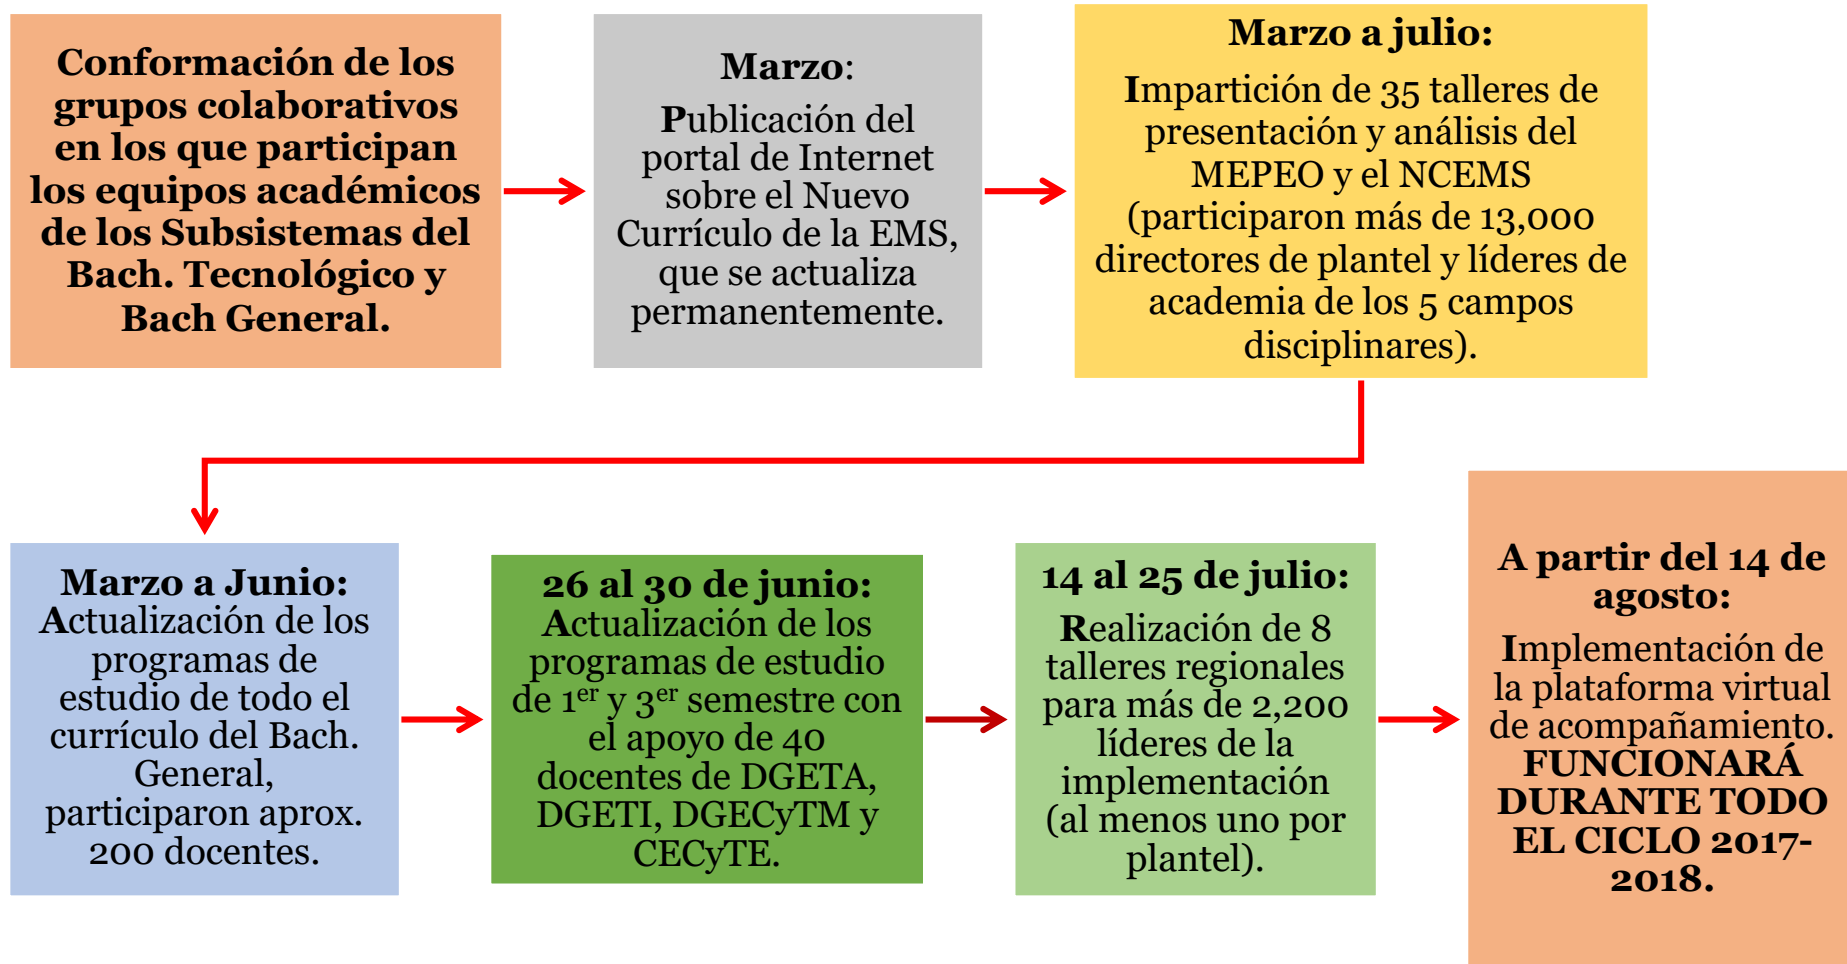 Conformación de los
grupos colaborativos
en los que participan
los equipos académicos
de los Subsistemas del
Bach. Tecnológico y
Bach General.
Marzo:
Publicación del
portal de Internet
sobre el Nuevo
Currículo de la EMS,
que se actualiza
permanentemente.
Marzo a julio:
Impartición de 35 talleres de
presentación y análisis del
MEPEO y el NCEMS
(participaron más de 13,000
directores de plantel y líderes de
academia de los 5 campos
disciplinares).
Marzo a Junio:
Actualización de los
programas de
estudio de todo el
currículo del Bach.
General,
participaron aprox.
200 docentes.
26 al 30 de junio:
Actualización de los
programas de estudio
de 1er y 3er semestre con
el apoyo de 40
docentes de DGETA,
DGETI, DGECyTM y
CECyTE.
14 al 25 de julio:
Realización de 8
talleres regionales
para más de 2,200
líderes de la
implementación
(al menos uno por
plantel).
A partir del 14 de
agosto:
Implementación de
la plataforma virtual
de acompañamiento.
FUNCIONARÁ
DURANTE TODO
EL CICLO 2017-
2018.